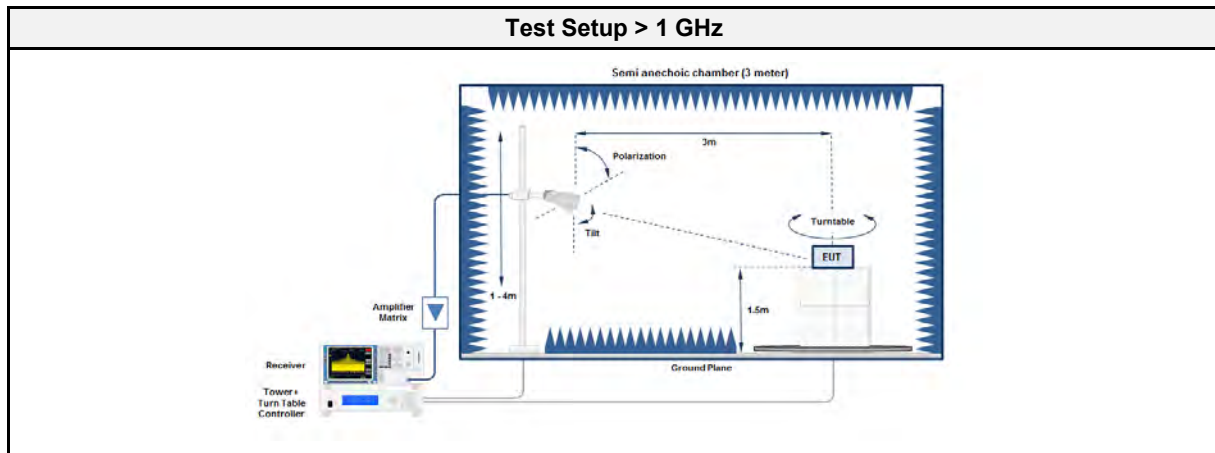 Test Setup > 1 GHz
Semi anechoic chamber (3 meter)
3m
Polarization
Tilt
Turntable
EUT
1 - 4m
1.5m
Amplifier
Matrix
Ground Plane
Receiver
Tower+
Turn Table
Controller